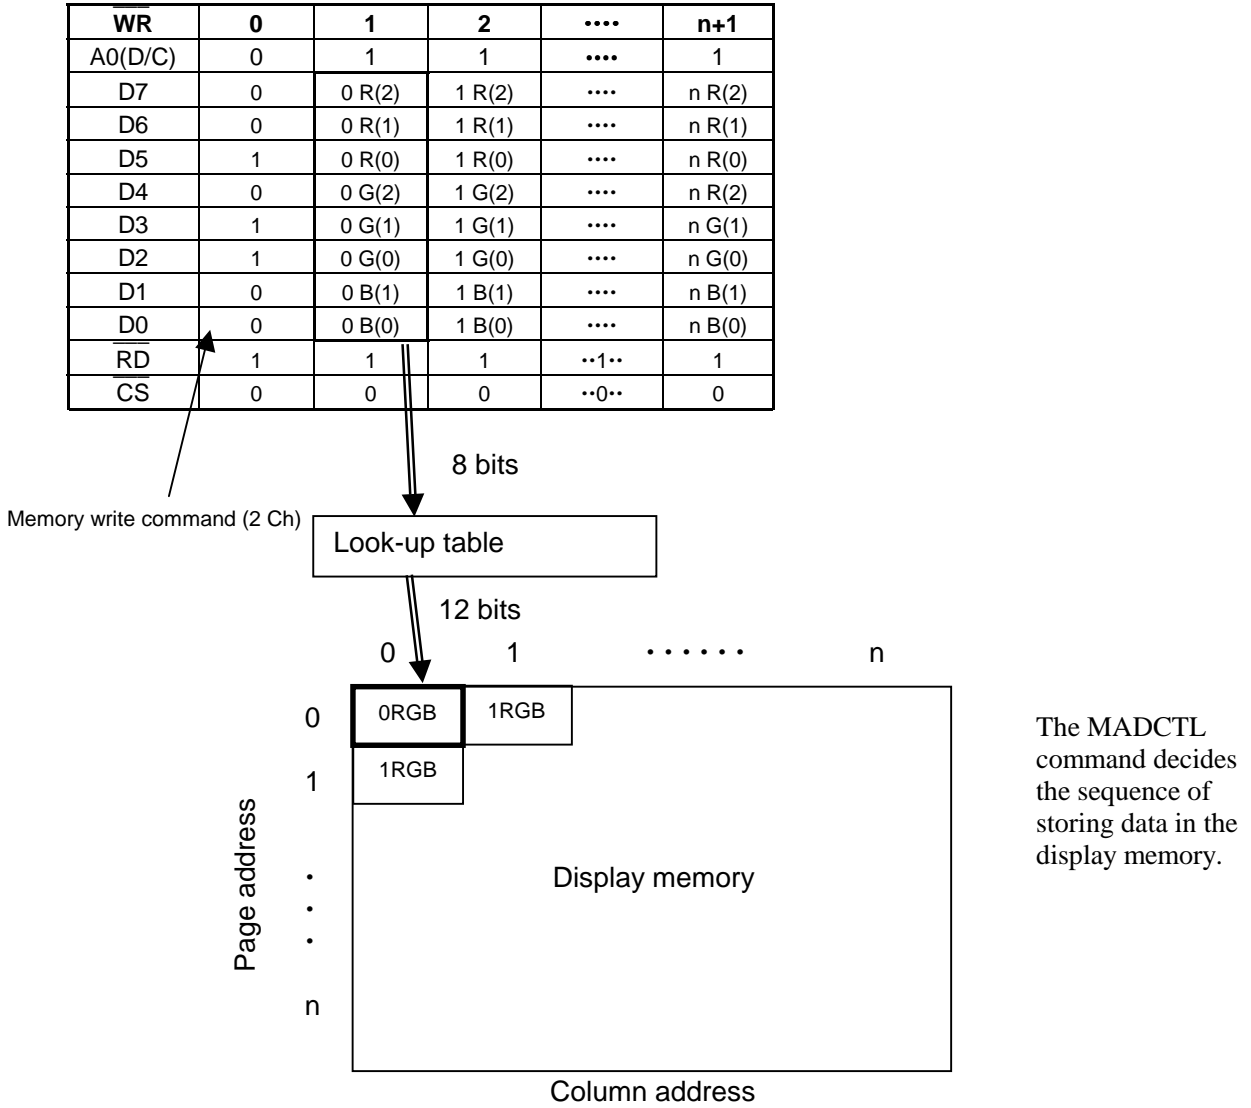 WR 0 1 2 •••• n+1
A0(D/C) 0 1 1 •••• 1
D7 0 0 R(2) 1 R(2) •••• n R(2)
D6 0 0 R(1) 1 R(1) •••• n R(1)
D5 1 0 R(0) 1 R(0) •••• n R(0)
D4 0 0 G(2) 1 G(2) •••• n R(2)
D3 1 0 G(1) 1 G(1) •••• n G(1)
D2 1 0 G(0) 1 G(0) •••• n G(0)
D1 0 0 B(1) 1 B(1) •••• n B(1)
D0 0 0 B(0) 1 B(0) •••• n B(0)
RD 1 1 1 ••1•• 1
CS 0 0 0 ••0•• 0
8 bits
Memory write command (2 Ch)
Look-up table
12 bits
0 1 •••••• n
0 0RGB 1RGB
1 1RGB
•
•
•
n
Page address
Display memory
Column address
The MADCTL
command decides
the sequence of
storing data in the
display memory.